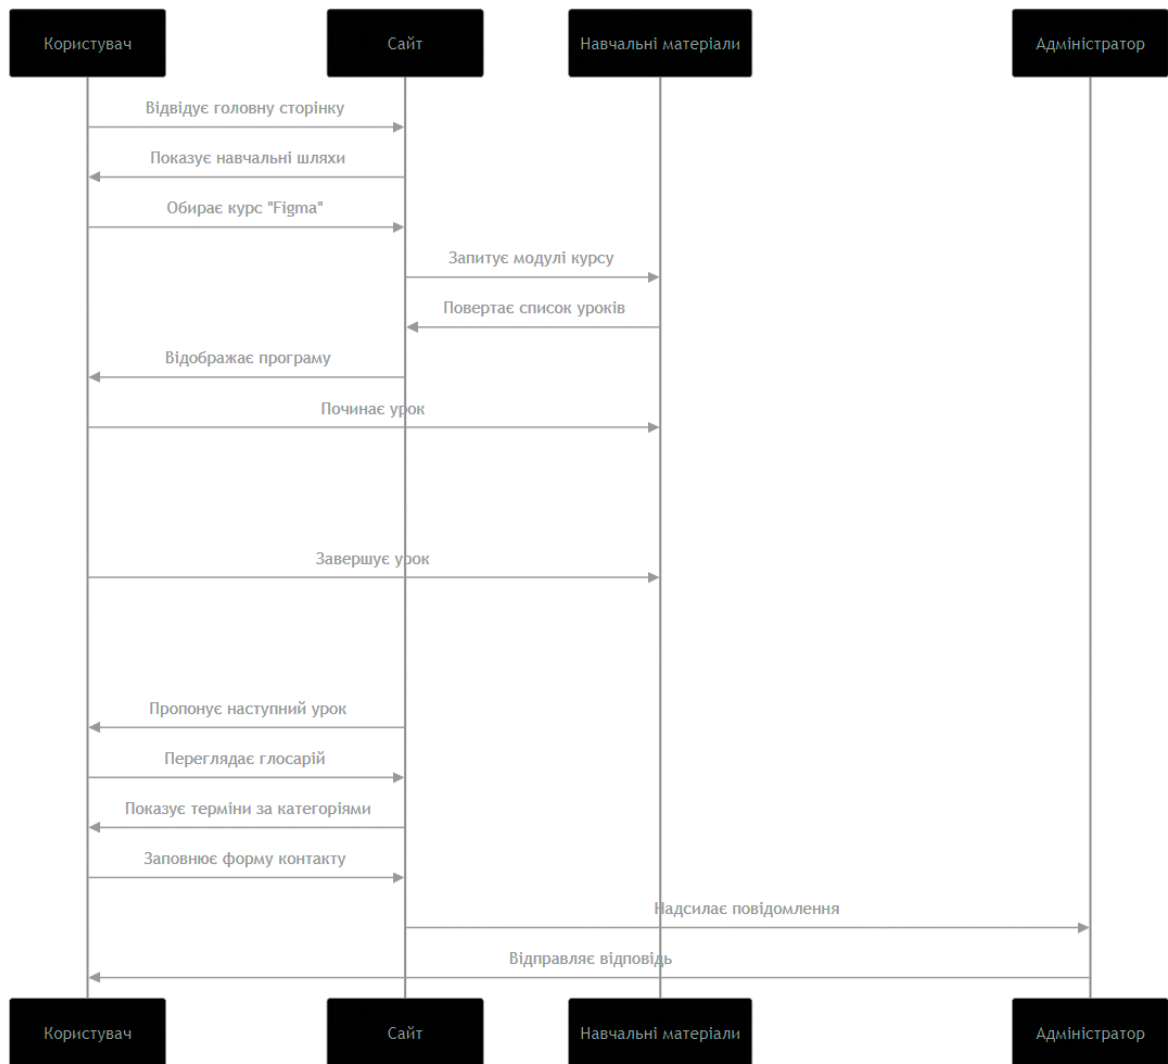 Користувач
Сайт
Навчальні матеріали
Адміністратор
Відвідує головну сторінку
Показує навчальні шляхи
Обирає курс "Figma"
Запитує модулі курсу
Повертає список уроків
Відображає програму
Починає урок
Завершує урок
Пропонує наступний урок
Переглядає глосарій
Показує терміни за категоріями
Заповнює форму контакту
Надсилає повідомлення
Відправляє відповідь
Користувач
Сайт
Навчальні матеріали
Адміністратор